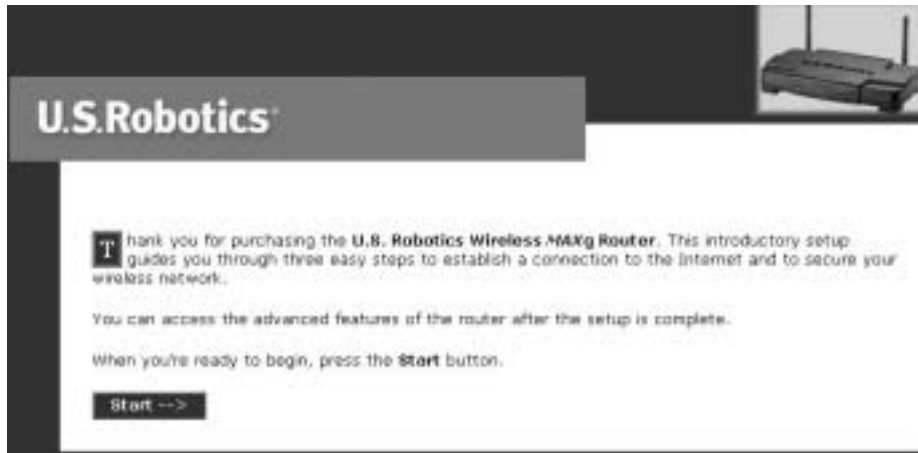 U.S.Robotics
Thank you for purchasing the U.S. Robotics Wireless MAXg Router. This introductory setup
guides you through three easy steps to establish a connection to the Internet and to secure your
wireless network.
You can access the advanced features of the router after the setup is complete.
When you're ready to begin, press the Start button.
Start -->